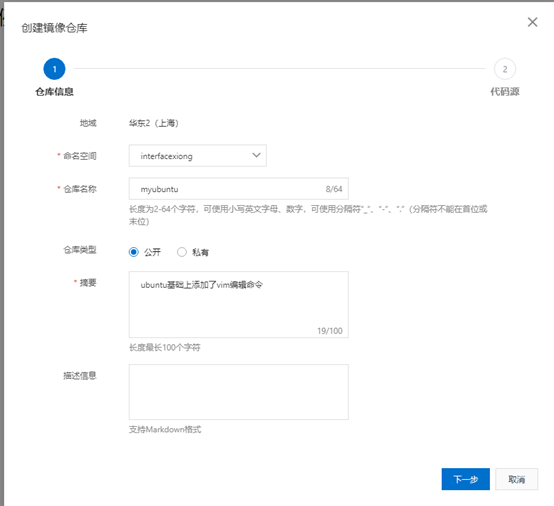 创建镜像仓库
1
2
仓库信息
代码源
地域
华东2（上海）
* 命名空间
interfacexiong
* 仓库名称
myubuntu
8/64
长度为2-64个字符，可使用小写英文字母、数字，可使用分隔符"_"、"-"、"."（分隔符不能在首位或
末位）
仓库类型
公开
私有
* 摘要
ubuntu基础上添加了vim编辑命令
19/100
长度最长100个字符
描述信息
支持Markdown格式
下一步
取消